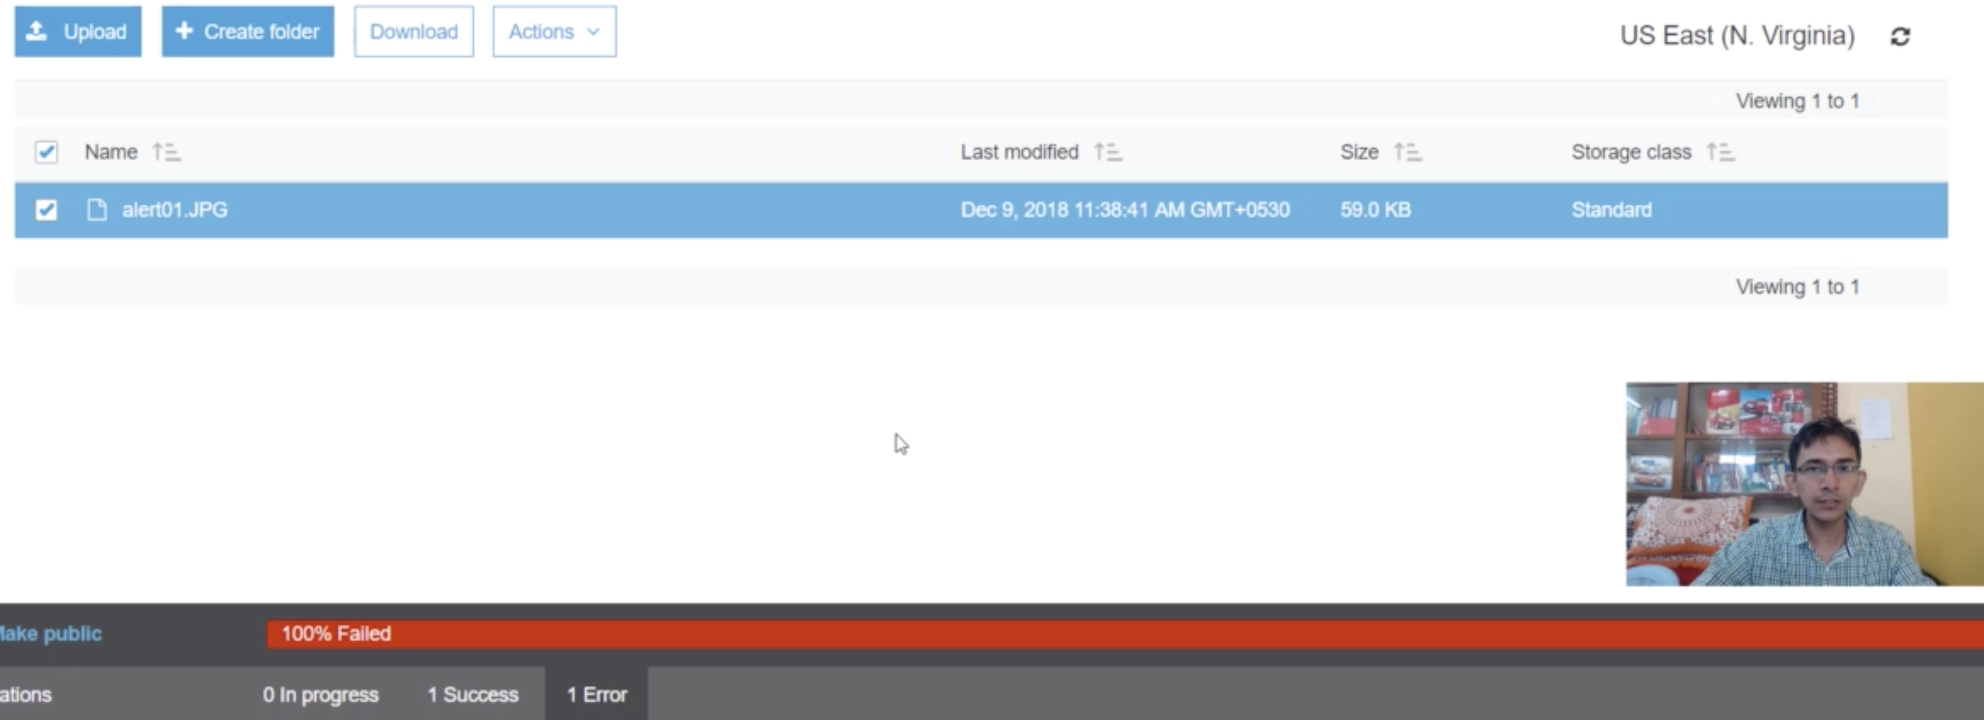 Upload Create folder Download Actions US East (N. Virginia)
Viewing 1 to 1
Name Last modified Size Storage class
alert01.JPG Dec 9, 2018 11:38:41 AM GMT+0530 59.0 KB Standard
Viewing 1 to 1
Make public 100% Failed
ations 0 In progress 1 Success 1 Error